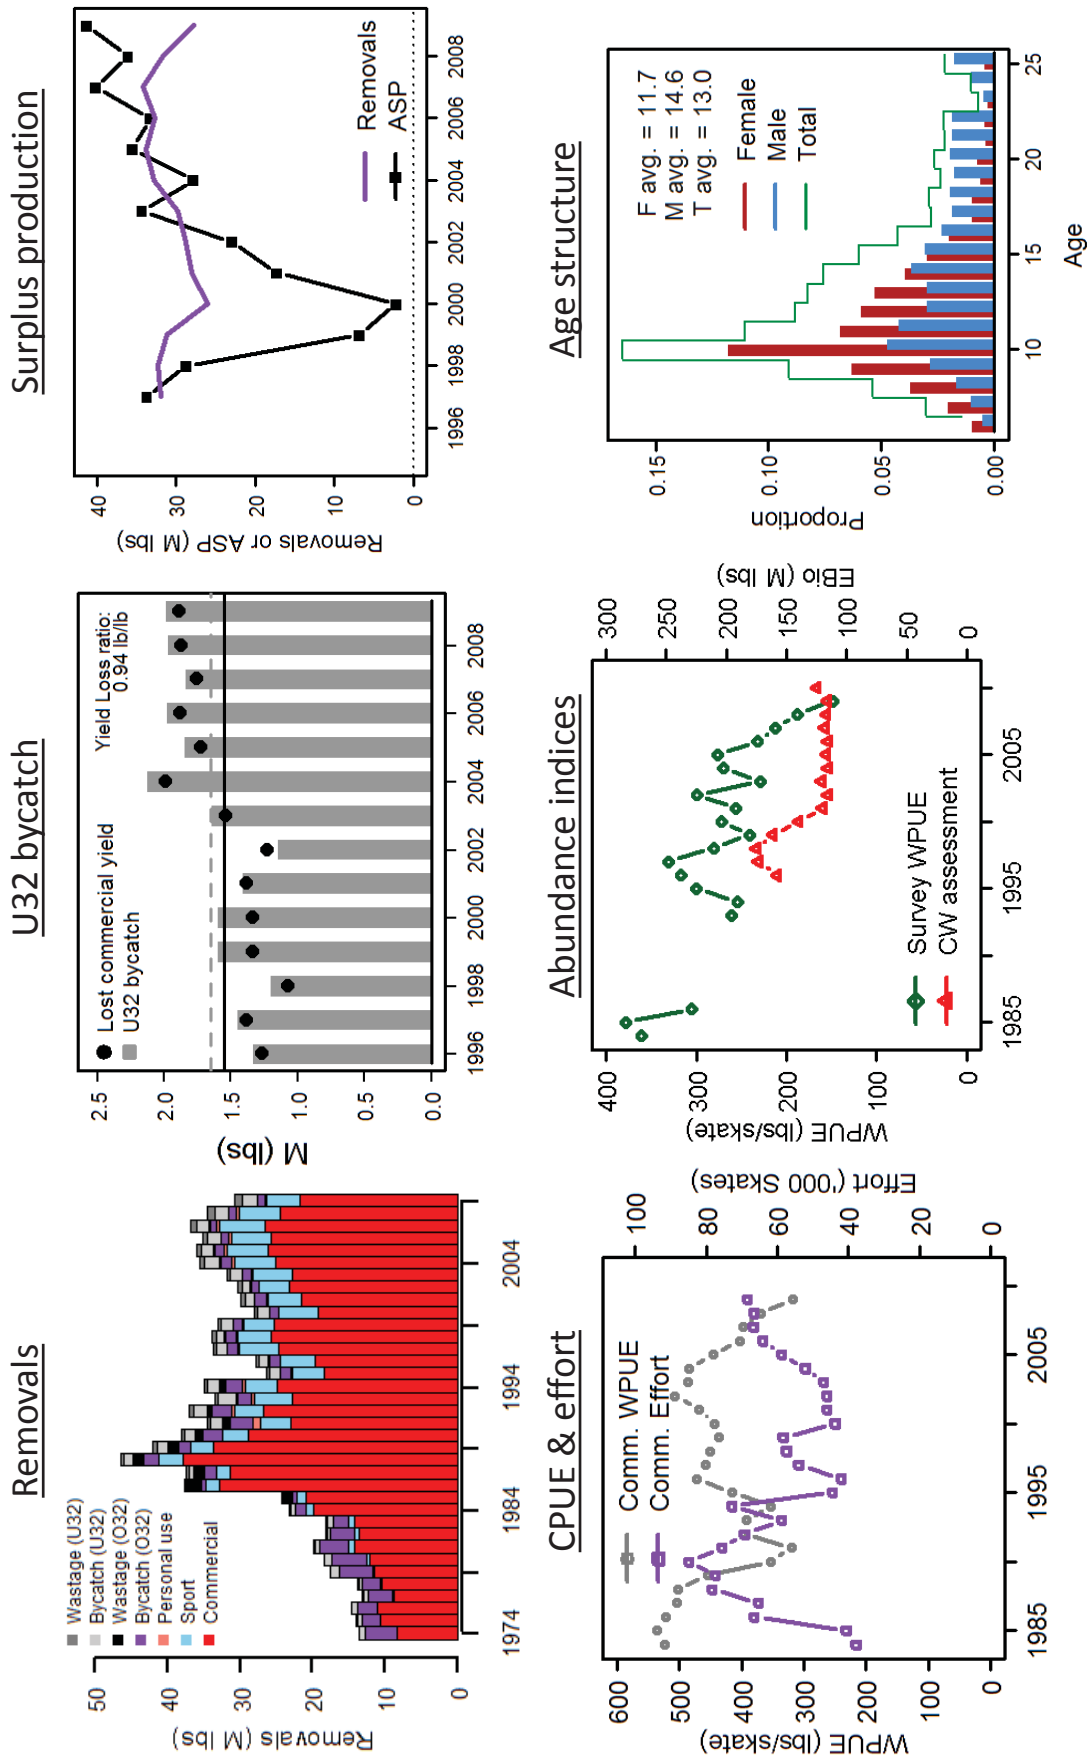 Removals
Wastage (U32)
Bycatch (U32)
Wastage (O32)
Bycatch (O32)
Personal use
Sport
Commercial
Removals (M lbs)
50
40
30
20
10
0
1974
1984
1994
2004
U32 bycatch
Lost commercial yield
U32 bycatch
Yield Loss ratio:
0.94 lb/lb
M (lbs)
2.5
2.0
1.5
1.0
0.5
0.0
1996
1998
2000
2002
2004
2006
2008
Surplus production
Removals or ASP (M lbs)
40
30
20
10
0
Removals
ASP
1996
1998
2000
2002
2004
2006
2008
CPUE & effort
Comm. WPUE
Comm. Effort
WPUE (lbs/skate)
600
500
400
300
200
100
0
Effort ('000 Skates)
100
80
60
40
20
0
1985
1995
2005
Abundance indices
WPUE (lbs/skate)
400
300
200
100
0
EBio (M lbs)
300
250
200
150
100
50
0
Survey WPUE
CW assessment
1985
1995
2005
Age structure
F avg. = 11.7
M avg. = 14.6
T avg. = 13.0
Female
Male
Total
Proportion
0.15
0.10
0.05
0.00
10
15
20
25
Age